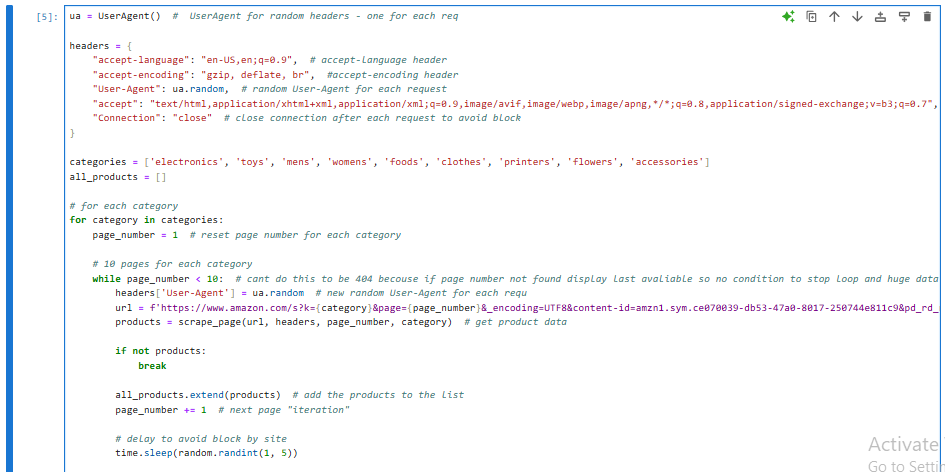 [5]: ua = UserAgent()  #  UserAgent for random headers - one for each req
headers = {
    "accept-language": "en-US,en;q=0.9",  # accept-Language header
    "accept-encoding": "gzip, deflate, br",  #accept-encoding header
    "User-Agent": ua.random,  # random User-Agent for each request
    "accept": "text/html,application/xhtml+xml,application/xml;q=0.9,image/avif,image/webp,image/apng,*/*;q=0.8,application/signed-exchange;v=b3;q=0.7",
    "Connection": "close"  # close connection after each request to avoid block
}
categories = ['electronics', 'toys', 'mens', 'womens', 'foods', 'clothes', 'printers', 'flowers', 'accessories']
all_products = []
# for each category
for category in categories:
    page_number = 1  # reset page number for each category
    # 10 pages for each category
    while page_number < 10:  # cant do this to be 404 becouse if page number not found display last avaliable so no condition to stop loop and huge data
        headers['User-Agent'] = ua.random  # new random User-Agent for each requ
        url = f'https://www.amazon.com/s?k={category}&page={page_number}&_encoding=UTF8&content-id=amzn1.sym.ce070039-db53-47a0-8017-250744e811c9&pd_rd_
        products = scrape_page(url, headers, page_number, category)  # get product data
        if not products:
            break
        all_products.extend(products)  # add the products to the list
        page_number += 1  # next page "iteration"
        # delay to avoid block by site
        time.sleep(random.randint(1, 5))
Activate
Go to Settin